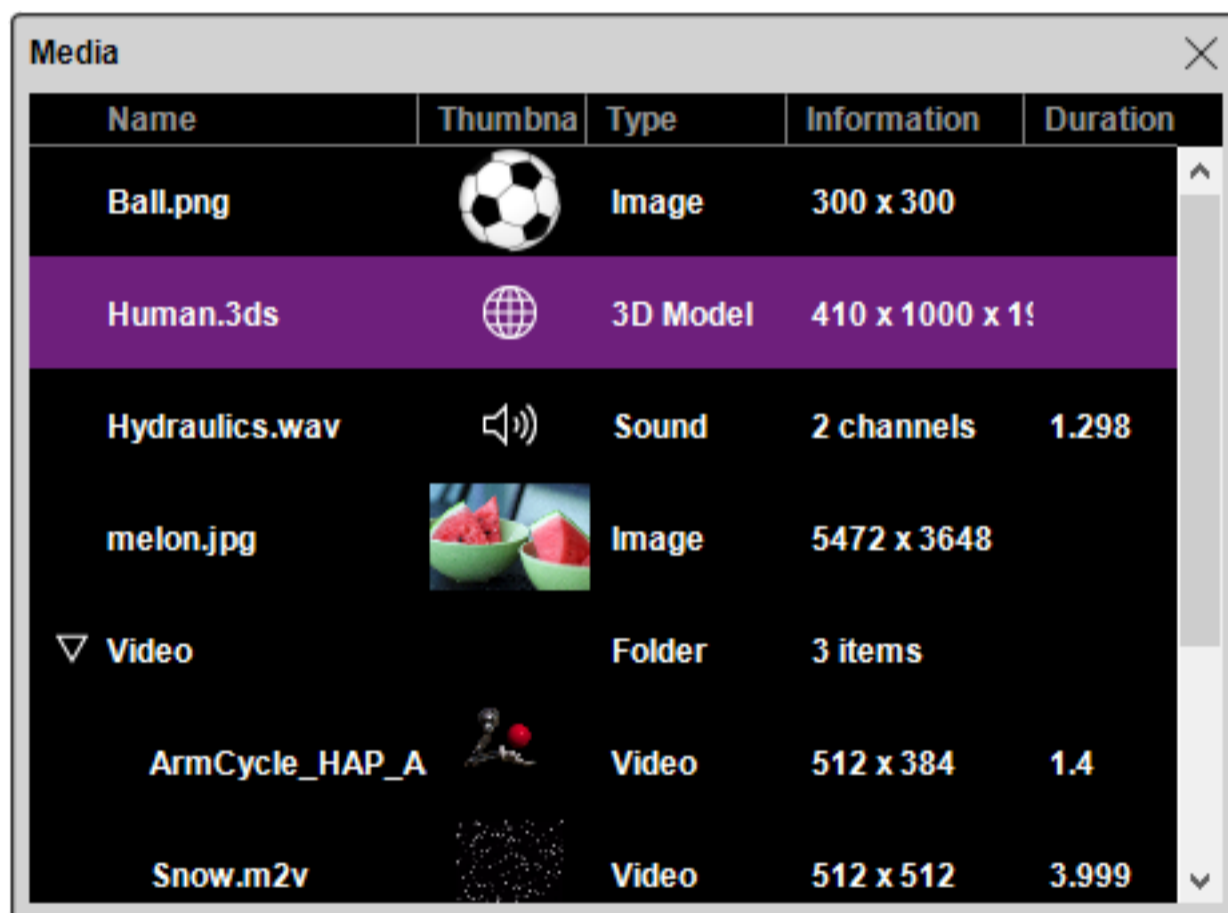 Media
Name Thumbna Type Information Duration
Ball.png Image 300 x 300
Human.3ds 3D Model 410 x 1000 x
Hydraulics.wav Sound 2 channels 1.298
melon.jpg Image 5472 x 3648
Video Folder 3 items
ArmCycle_HAP_A Video 512 x 384 1.4
Snow.m2v Video 512 x 512 3.999